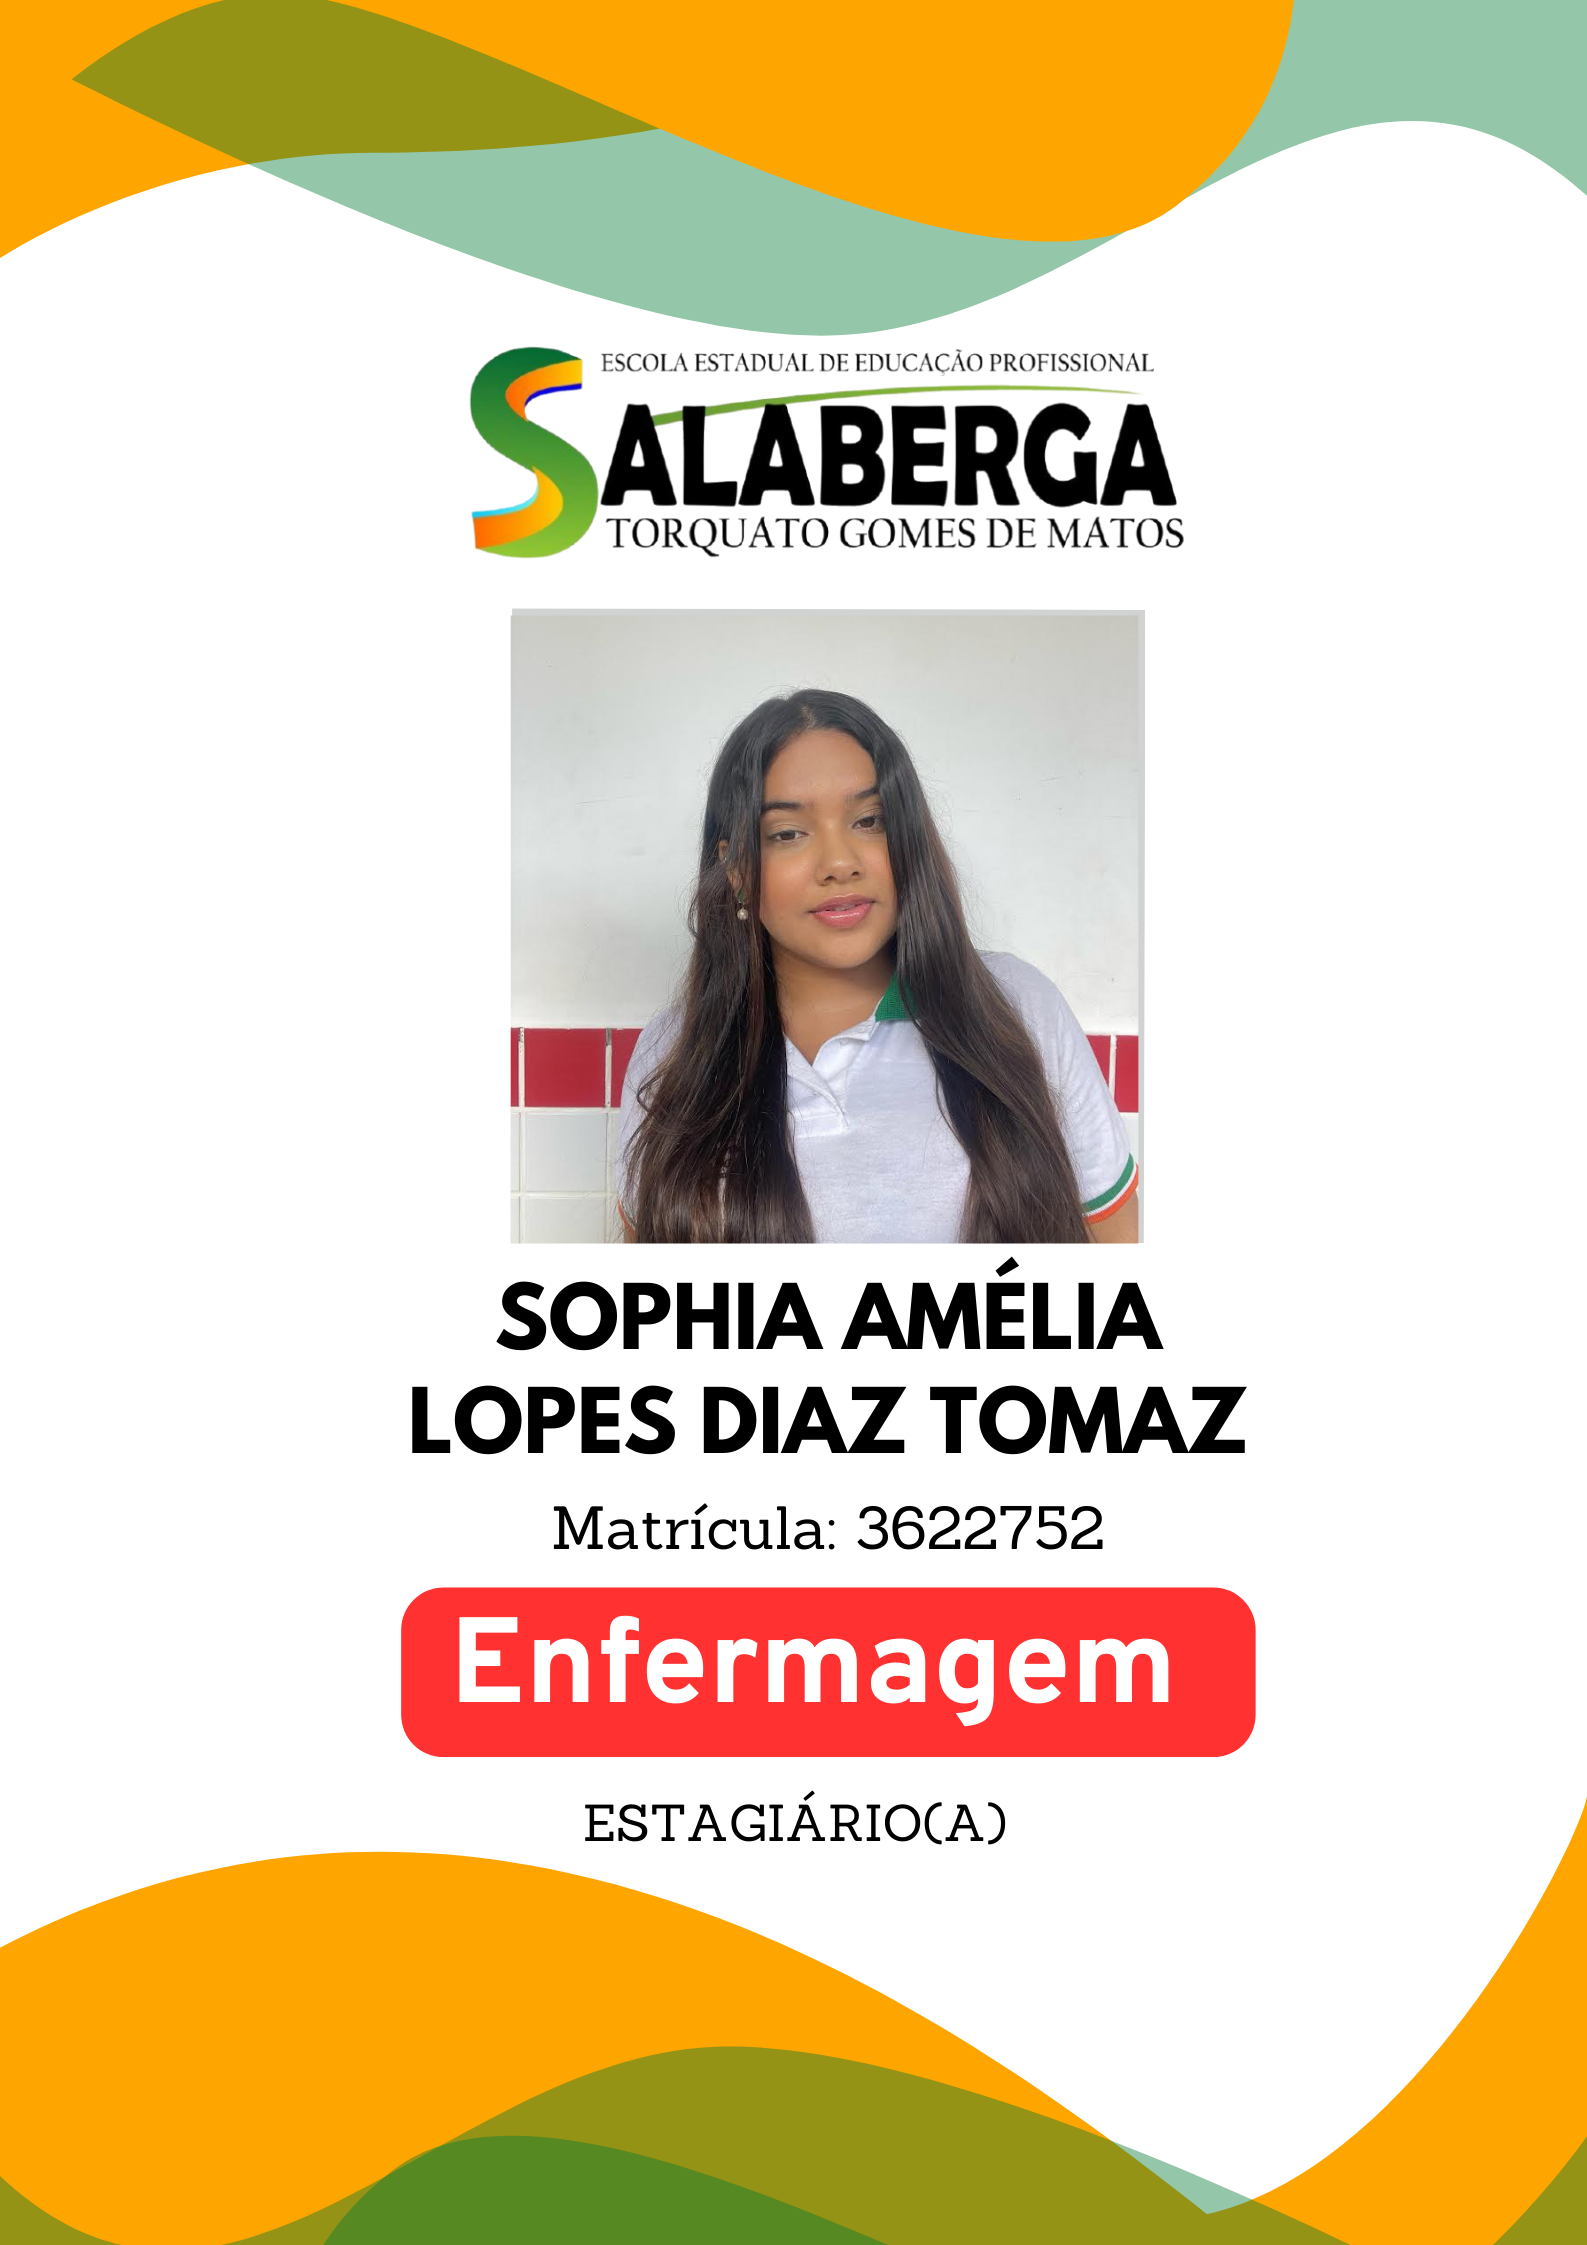 ESCOLA ESTADUAL DE EDUCAÇÃO PROFISSIONAL
SALABERGA
TORQUATO GOMES DE MATOS
SOPHIA AMÉLIA
LOPES DIAZ TOMAZ
Matrícula: 3622752
Enfermagem
ESTAGIÁRIO(A)